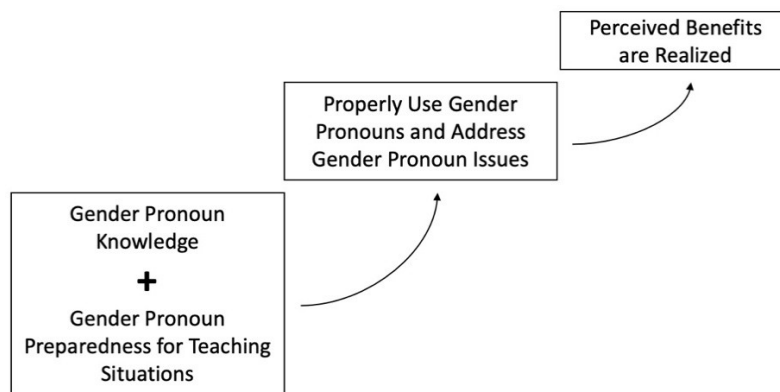 Perceived Benefits
are Realized
Properly Use Gender
Pronouns and Address
Gender Pronoun Issues
Gender Pronoun
Knowledge
+
Gender Pronoun
Preparedness for Teaching
Situations